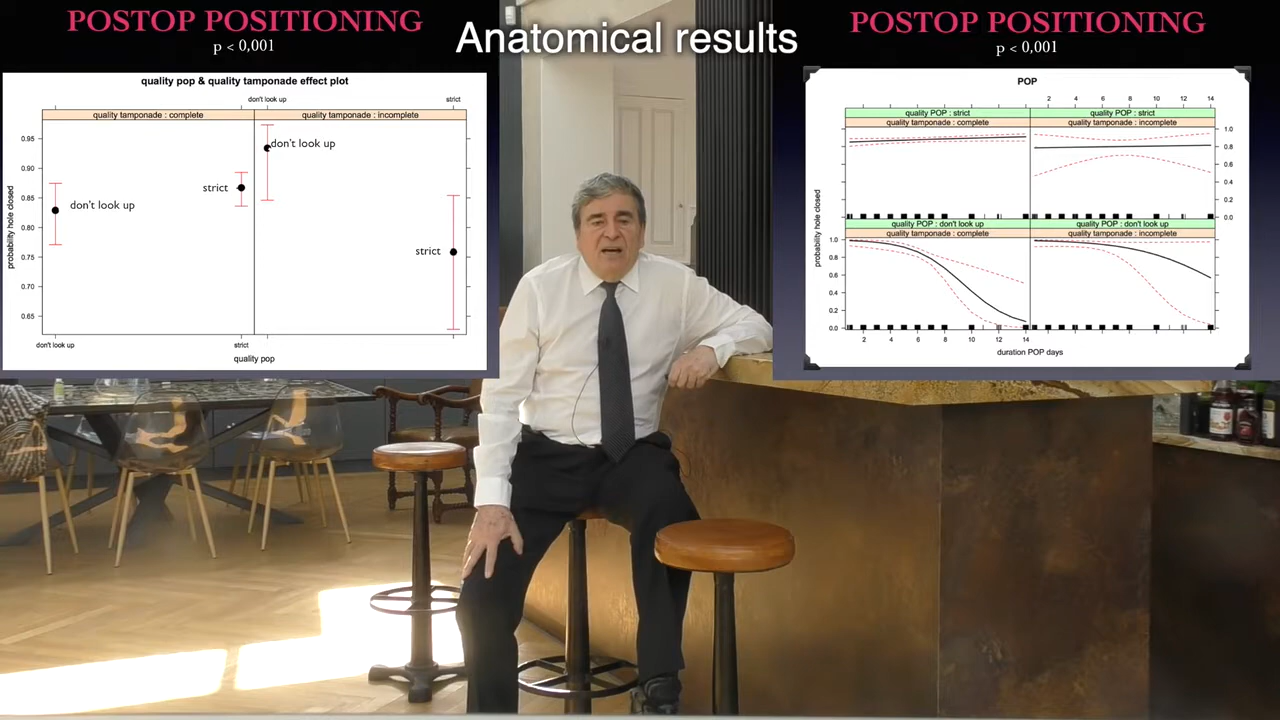 Anatomical results
POSTOP POSITIONING
p < 0,001
quality pop & quality tamponade effect plot
don't look up
strict
quality tamponade : complete
quality tamponade : incomplete
0.95
0.90
0.85
0.80
0.75
0.70
0.65
probability hole closed
don't look up
strict
don't look up
strict
don't look up
strict
quality pop
POSTOP POSITIONING
p < 0,001
POP
2 4 6 8 10 12 14
quality POP : strict
quality POP : strict
quality tamponade : complete
quality tamponade : incomplete
1.0
0.8
0.6
0.4
0.2
0.0
quality POP : don't look up
quality POP : don't look up
quality tamponade : complete
quality tamponade : incomplete
1.0
0.8
0.6
0.4
0.2
0.0
probability hole closed
2 4 6 8 10 12 14
duration POP days